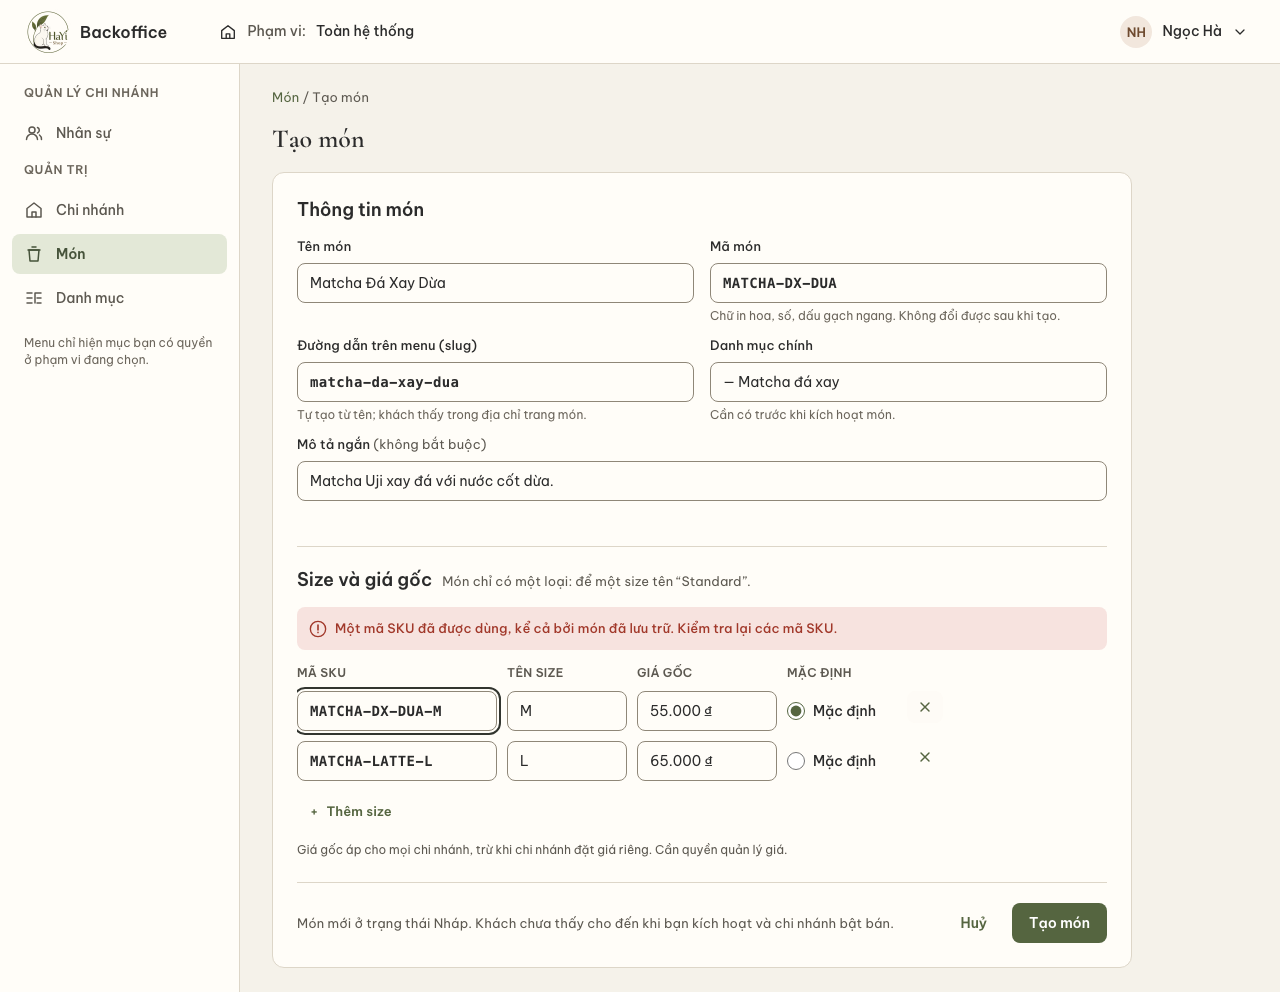 HaYi
Shop
Backoffice
Phạm vi: Toàn hệ thống
NH Ngọc Hà
QUẢN LÝ CHI NHÁNH
Nhân sự
QUẢN TRỊ
Chi nhánh
Món
Danh mục
Menu chỉ hiện mục bạn có quyền
ở phạm vi đang chọn.
Món / Tạo món
Tạo món
Thông tin món
Tên món
Matcha Đá Xay Dừa
Mã món
MATCHA-DX-DUA
Chữ in hoa, số, dấu gạch ngang. Không đổi được sau khi tạo.
Đường dẫn trên menu (slug)
matcha-da-xay-dua
Tự tạo từ tên; khách thấy trong địa chỉ trang món.
Danh mục chính
— Matcha đá xay
Cần có trước khi kích hoạt món.
Mô tả ngắn (không bắt buộc)
Matcha Uji xay đá với nước cốt dừa.
Size và giá gốc Món chỉ có một loại: để một size tên “Standard”.
Một mã SKU đã được dùng, kể cả bởi món đã lưu trữ. Kiểm tra lại các mã SKU.
MÃ SKU TÊN SIZE GIÁ GỐC MẶC ĐỊNH
MATCHA-DX-DUA-M M 55.000 ₫ Mặc định ×
MATCHA-LATTE-L L 65.000 ₫ Mặc định ×
+ Thêm size
Giá gốc áp cho mọi chi nhánh, trừ khi chi nhánh đặt giá riêng. Cần quyền quản lý giá.
Món mới ở trạng thái Nháp. Khách chưa thấy cho đến khi bạn kích hoạt và chi nhánh bật bán.
Huỷ
Tạo món